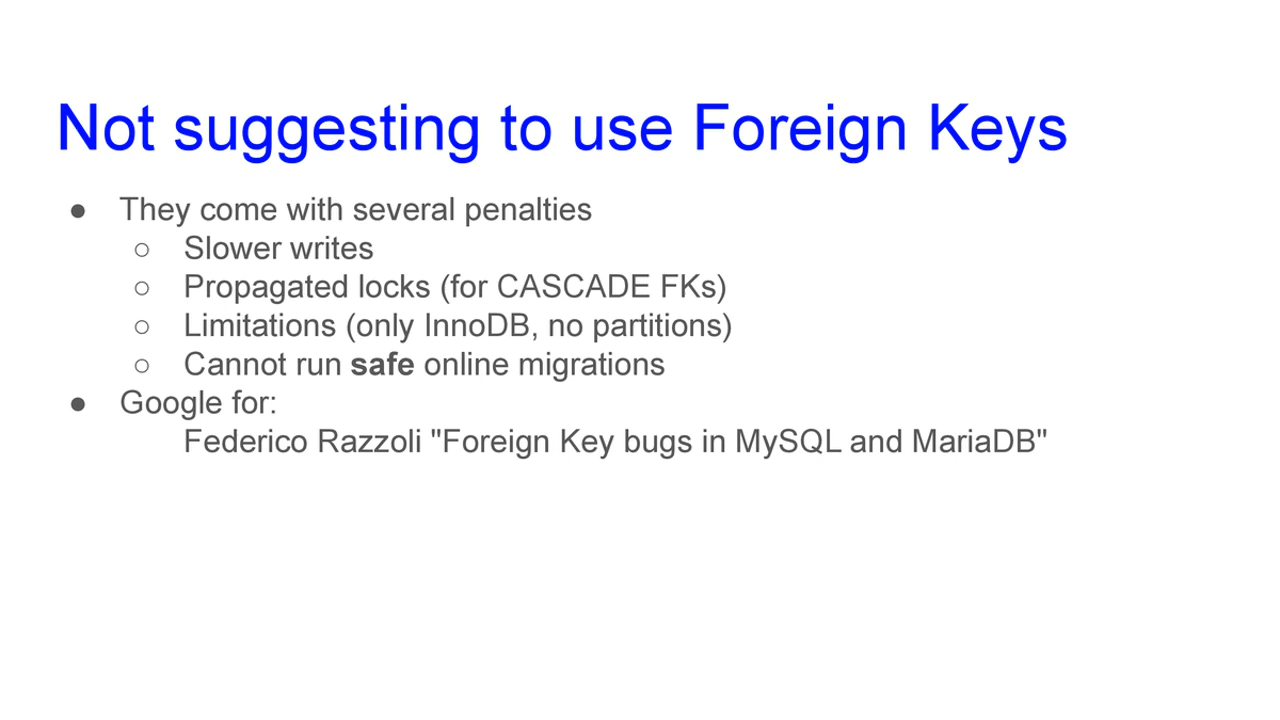 Not suggesting to use Foreign Keys
● They come with several penalties
○ Slower writes
○ Propagated locks (for CASCADE FKs)
○ Limitations (only InnoDB, no partitions)
○ Cannot run safe online migrations
● Google for:
Federico Razzoli "Foreign Key bugs in MySQL and MariaDB"